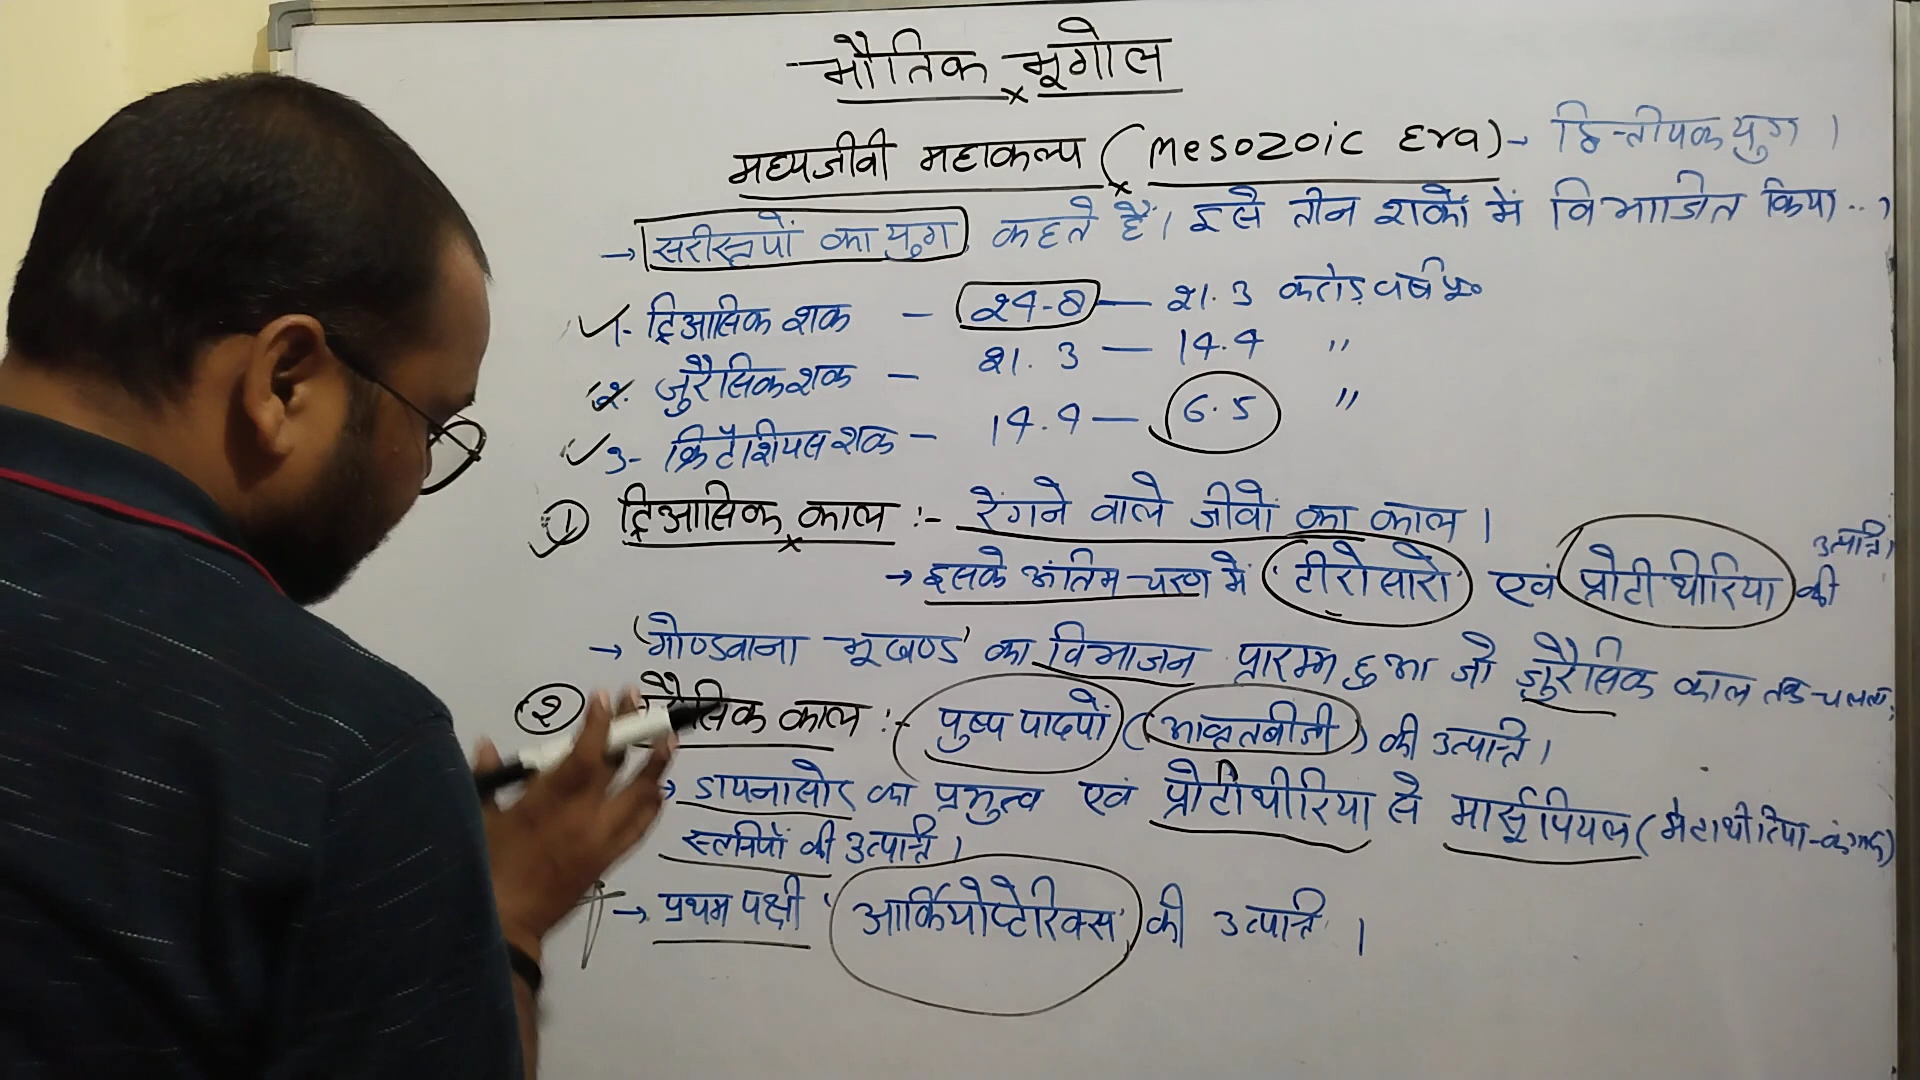 भौतिक भूगोल
मध्यजीवी महाकल्प (Mesozoic Era) - द्वितीयक युग।
→ सरीसृपों का युग कहते हैं। इसे तीन शकों में विभाजित किया..,
1- ट्रिआसिक शक - 24.8 — 21.3 करोड़ वर्ष पू०
2. जुरैसिक शक - 21.3 — 14.4 "
3- क्रिटैशियस शक - 14.4 — 6.5 "
① ट्रिआसिक काल :- रेंगने वाले जीवों का काल।
→ इसके अंतिम चरण में 'टीरोसारो' एवं प्रोटीथीरिया की उत्पत्ति।
→ 'गोण्डवाना भूखण्ड' का विभाजन प्रारम्भ हुआ जो जुरैसिक काल तक चला
② रैसिक काल :- पुष्प पादपों (आवृतबीजी) की उत्पत्ति।
→ डायनासोर का प्रभुत्व एवं प्रोटीथीरिया से मार्सूपियल (मेटाथीरिया-कंगारू)
स्तनियों की उत्पत्ति।
→ प्रथम पक्षी 'आर्कियोप्टेरिक्स' की उत्पत्ति।